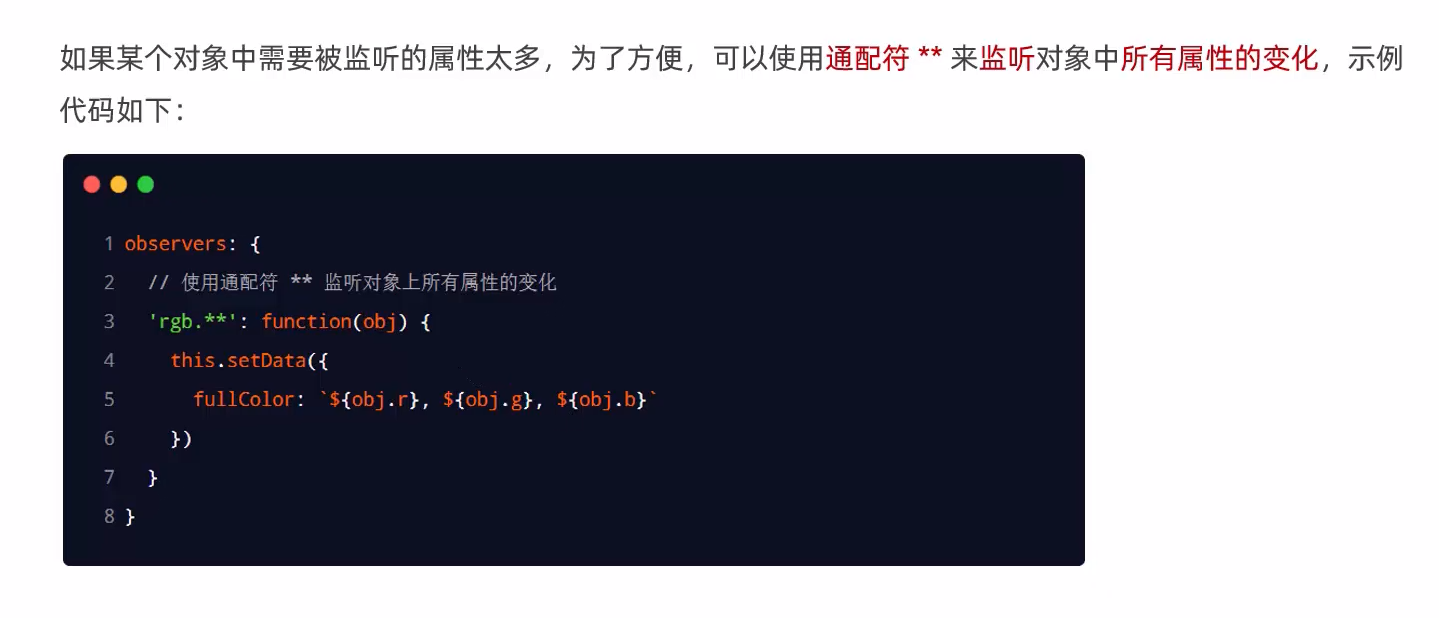 如果某个对象中需要被监听的属性太多，为了方便，可以使用通配符 ** 来监听对象中所有属性的变化，示例
代码如下：
1 observers: {
2   // 使用通配符 ** 监听对象上所有属性的变化
3   'rgb.**': function(obj) {
4     this.setData({
5       fullColor: `${obj.r}, ${obj.g}, ${obj.b}`
6     })
7   }
8 }